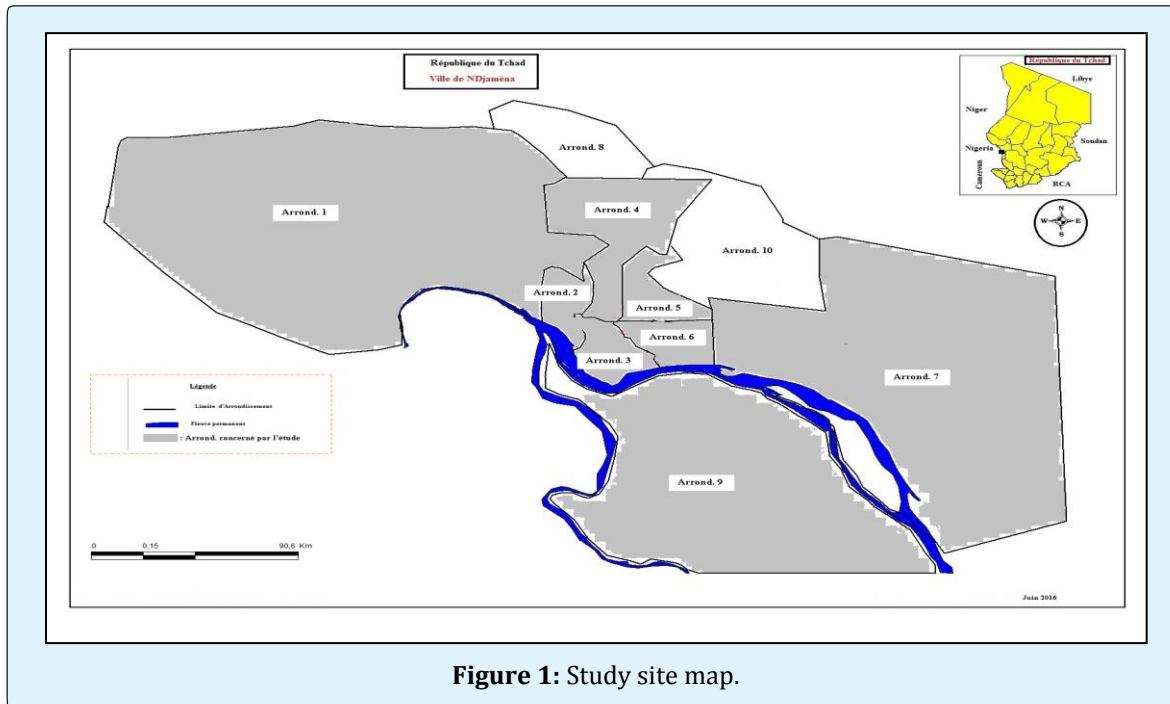 République du Tchad
Ville de NDjaména
République du Tchad
Libye
Niger
Soudan
Nigeria
Cameroun
RCA
N
W E
S
Arrond. 8
Arrond. 4
Arrond. 1
Arrond. 10
Arrond. 2
Arrond. 5
Arrond. 6
Arrond. 3
Arrond. 7
Arrond. 9
Légende
Limite d'Arrondissement
Fleuve permanent
: Arrond. concerné par l'étude
0 0,15 90,6 Km
Juin 2016
Figure 1: Study site map.